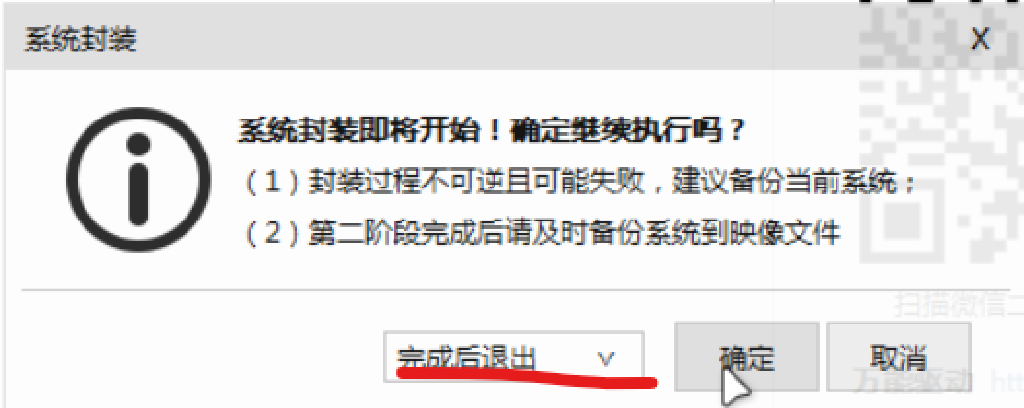 系统封装 X
系统封装即将开始！确定继续执行吗？
（1）封装过程不可逆且可能失败，建议备份当前系统；
（2）第二阶段完成后请及时备份系统到映像文件
扫描微信二
完成后退出 确定 取消
万能驱动 htt